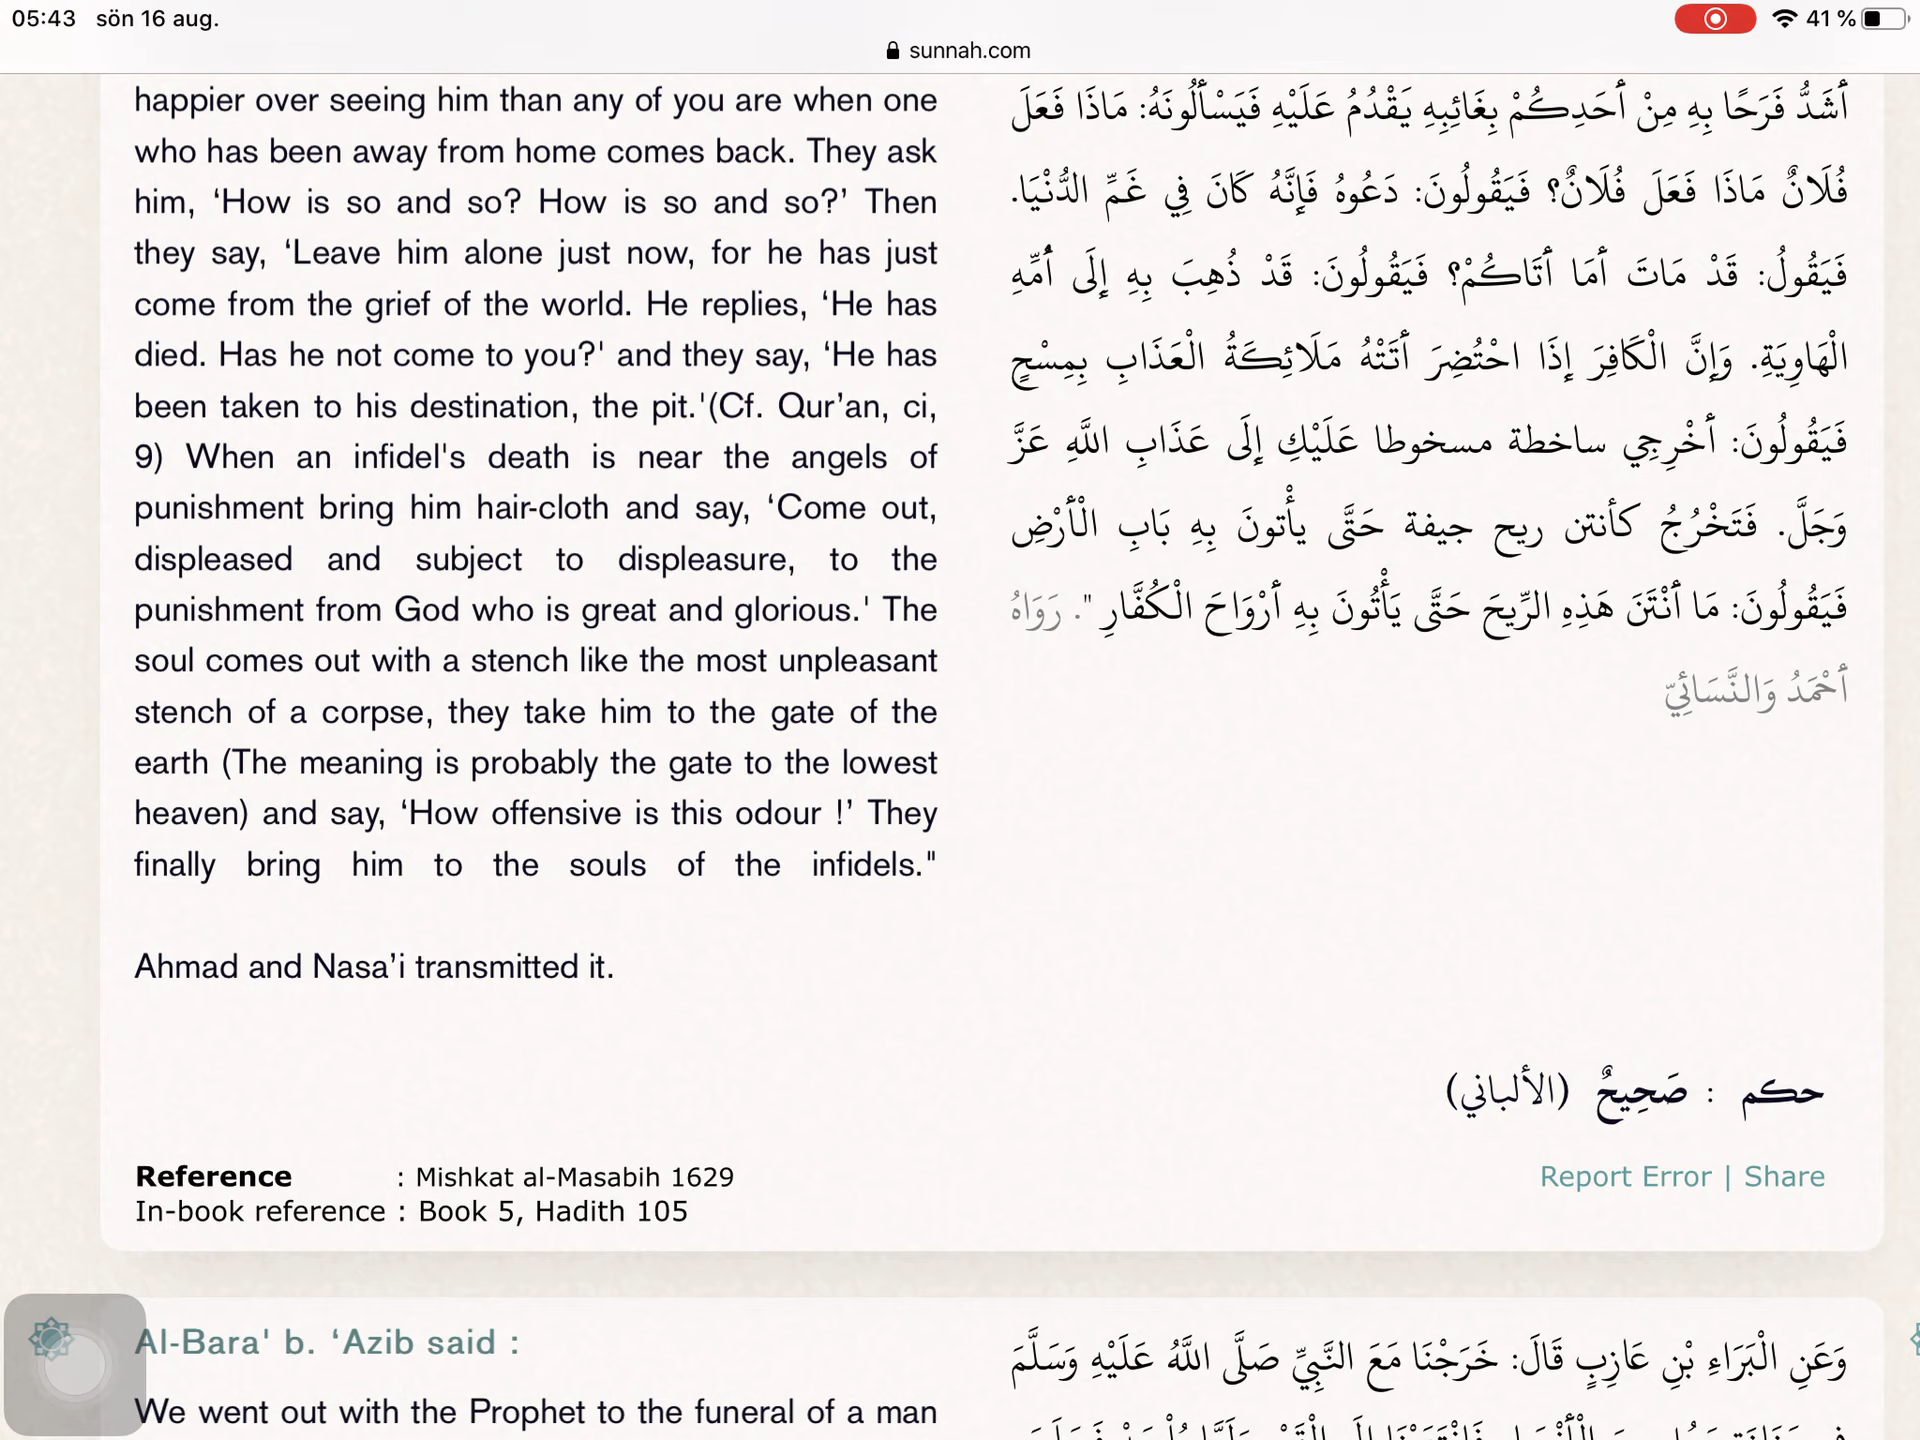 05:43 sön 16 aug.
41 %
sunnah.com
happier over seeing him than any of you are when one
who has been away from home comes back. They ask
him, ‘How is so and so? How is so and so?’ Then
they say, ‘Leave him alone just now, for he has just
come from the grief of the world. He replies, ‘He has
died. Has he not come to you?' and they say, ‘He has
been taken to his destination, the pit.'(Cf. Qur’an, ci,
9) When an infidel's death is near the angels of
punishment bring him hair-cloth and say, ‘Come out,
displeased and subject to displeasure, to the
punishment from God who is great and glorious.' The
soul comes out with a stench like the most unpleasant
stench of a corpse, they take him to the gate of the
earth (The meaning is probably the gate to the lowest
heaven) and say, ‘How offensive is this odour !’ They
finally bring him to the souls of the infidels."
Ahmad and Nasa’i transmitted it.
أَشَدُّ فَرَحًا بِهِ مِنْ أَحَدِكُمْ بِغَائِبِهِ يَقْدُمُ عَلَيْهِ فَيَسْأَلُونَهُ: مَاذَا فَعَلَ
فُلَانٌ مَاذَا فَعَلَ فُلَانٌ؟ فَيَقُولُونَ: دَعُوهُ فَإِنَّهُ كَانَ فِي غَمِّ الدُّنْيَا.
فَيَقُولُ: قَدْ مَاتَ أَمَا أَتَاكُمْ؟ فَيَقُولُونَ: قَدْ ذُهِبَ بِهِ إِلَى أُمِّهِ
الْهَاوِيَةِ. وَإِنَّ الْكَافِرَ إِذَا احْتُضِرَ أَتَتْهُ مَلَائِكَةُ الْعَذَابِ بِمِسْحٍ
فَيَقُولُونَ: أَخْرِجِي ساخطة مسخوطا عَلَيْكِ إِلَى عَذَابِ اللَّهِ عَزَّ
وَجَلَّ. فَتَخْرُجُ كأنتن ريح جيفة حَتَّى يأْتونَ بِهِ بَابِ الْأَرْضِ
فَيَقُولُونَ: مَا أَنْتَنَ هَذِهِ الرِّيحَ حَتَّى يَأْتُونَ بِهِ أَرْوَاحَ الْكُفَّارِ ". رَوَاهُ
أَحْمَدُ وَالنَّسَائِيّ
حكم : صَحِيحٌ (الألباني)
Reference : Mishkat al-Masabih 1629
In-book reference : Book 5, Hadith 105
Report Error | Share
Al-Bara' b. ‘Azib said :
We went out with the Prophet to the funeral of a man
وَعَنِ الْبَرَاءِ بْنِ عَازِبٍ قَالَ: خَرَجْنَا مَعَ النَّبِيِّ صَلَّى اللَّهُ عَلَيْهِ وَسَلَّمَ